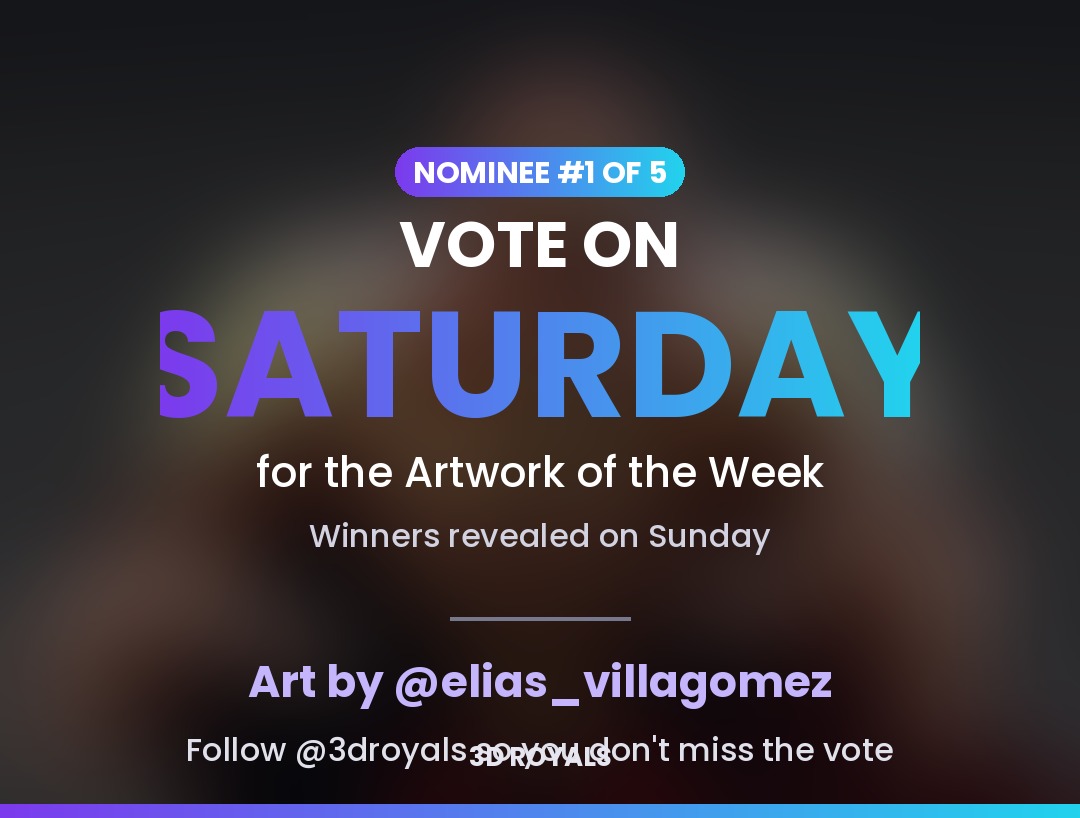 NOMINEE #1 OF 5
VOTE ON
SATURDAY
for the Artwork of the Week
Winners revealed on Sunday
Art by @elias_villagomez
Follow @3droyals so you don't miss the vote
3D ROYALS